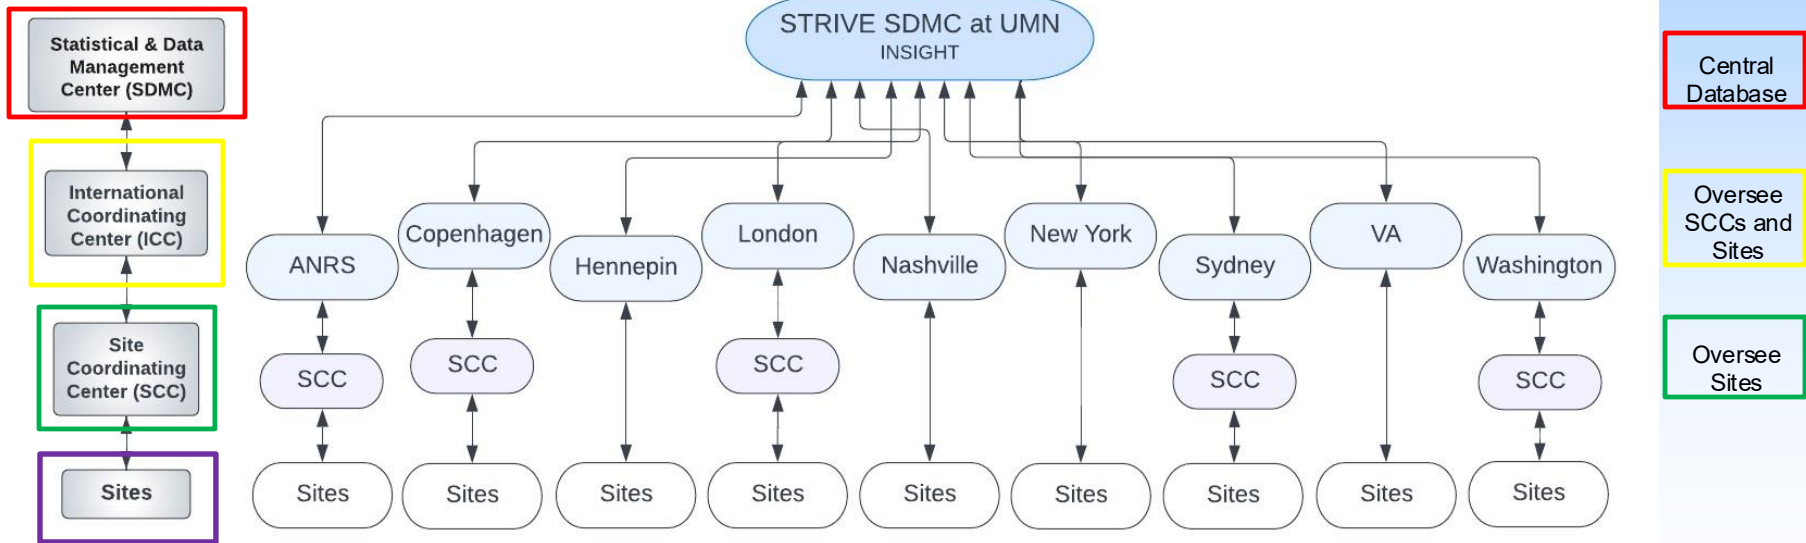 Statistical & Data
Management
Center (SDMC)
International
Coordinating
Center (ICC)
Site
Coordinating
Center (SCC)
Sites
STRIVE SDMC at UMN
INSIGHT
ANRS
Copenhagen
Hennepin
London
Nashville
New York
Sydney
VA
Washington
SCC
SCC
SCC
SCC
SCC
Sites
Sites
Sites
Sites
Sites
Sites
Sites
Sites
Sites
Central
Database
Oversee
SCCs and
Sites
Oversee
Sites